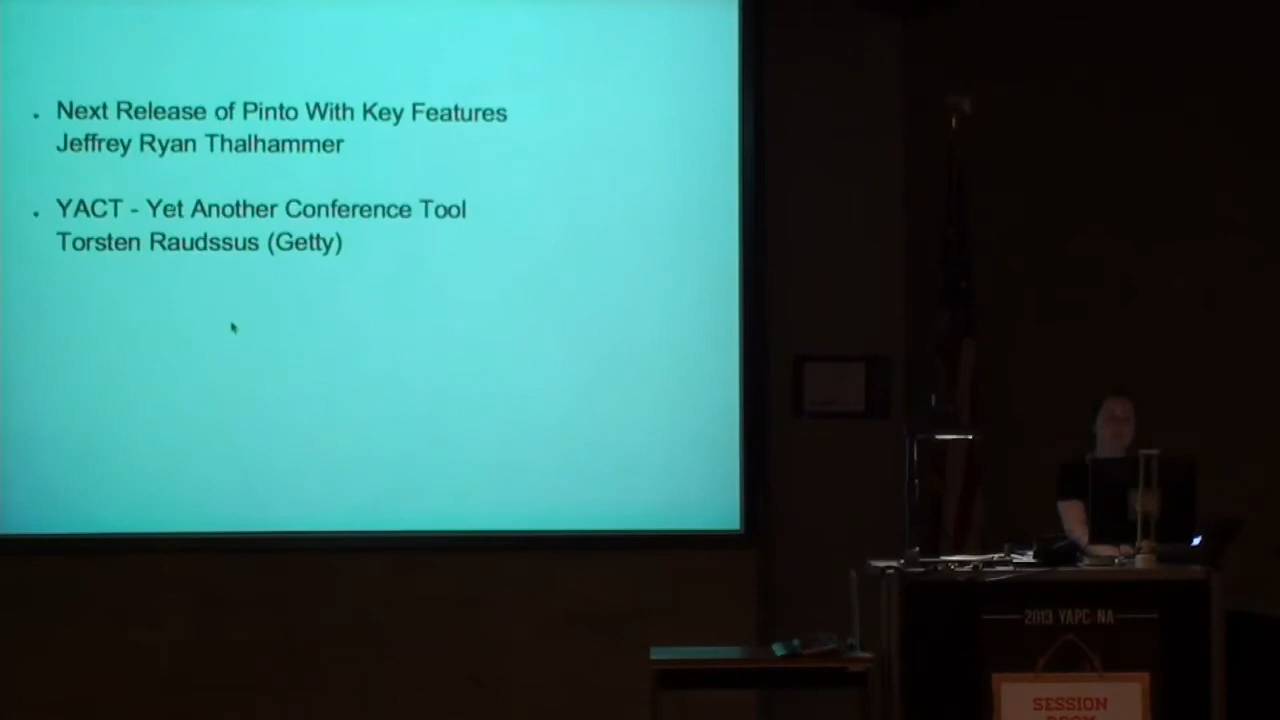 . Next Release of Pinto With Key Features
Jeffrey Ryan Thalhammer
. YACT - Yet Another Conference Tool
Torsten Raudssus (Getty)
2013 YAPC NA
SESSION
ROOM